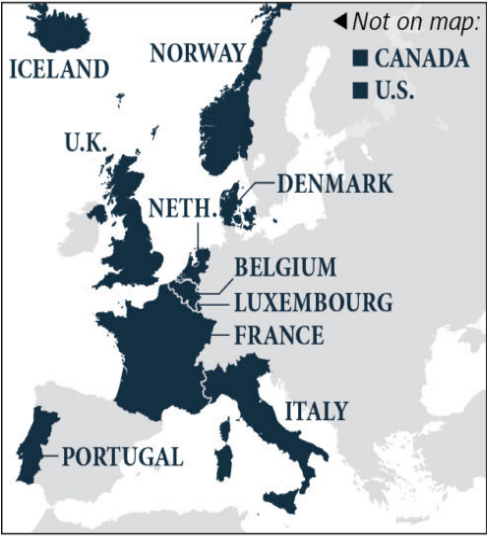 ◀ Not on map:
■ CANADA
■ U.S.
NORWAY
ICELAND
U.K.
DENMARK
NETH.
BELGIUM
LUXEMBOURG
FRANCE
ITALY
PORTUGAL